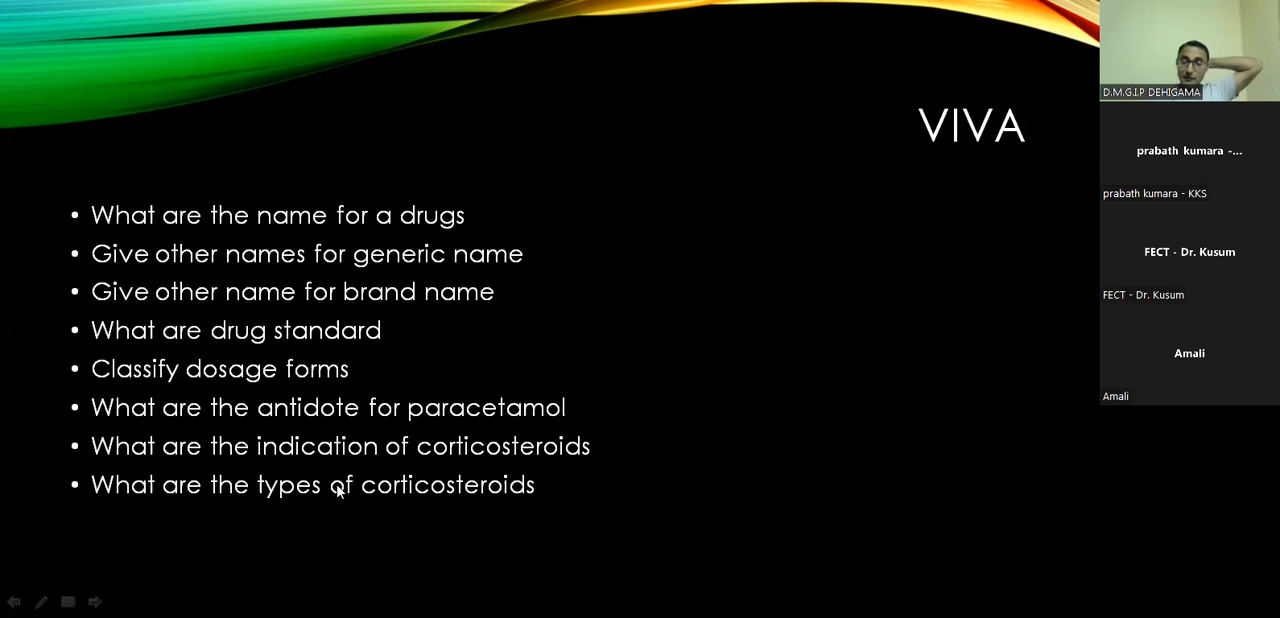 VIVA
• What are the name for a drugs
• Give other names for generic name
• Give other name for brand name
• What are drug standard
• Classify dosage forms
• What are the antidote for paracetamol
• What are the indication of corticosteroids
• What are the types of corticosteroids
D.M.G.I.P DEHIGAMA
prabath kumara -...
prabath kumara - KKS
FECT - Dr. Kusum
FECT - Dr. Kusum
Amali
Amali